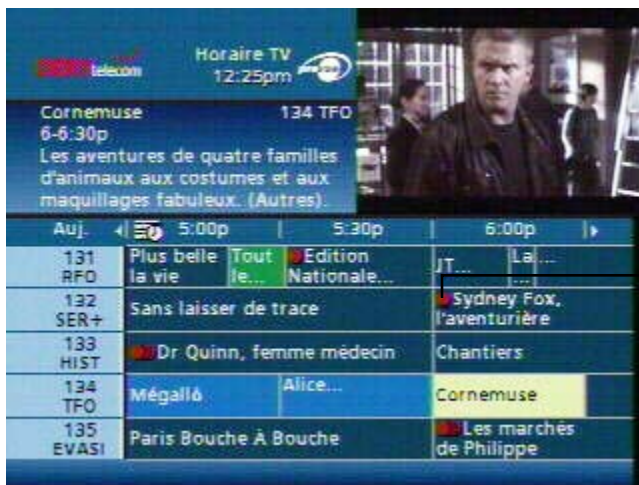 telecom
Horaire TV
12:25pm
Cornemuse 134 TFO
6-6:30p
Les aventures de quatre familles
d'animaux aux costumes et aux
maquillages fabuleux. (Autres).
Auj. 5:00p 5:30p 6:00p
131 RFO
Plus belle la vie
Tout le...
Edition Nationale...
JT...
La... ...
132 SER+
Sans laisser de trace
Sydney Fox, l'aventurière
133 HIST
Dr Quinn, femme médecin
Chantiers
134 TFO
Mégallô
Alice...
Cornemuse
135 EVASI
Paris Bouche À Bouche
Les marchés de Philippe